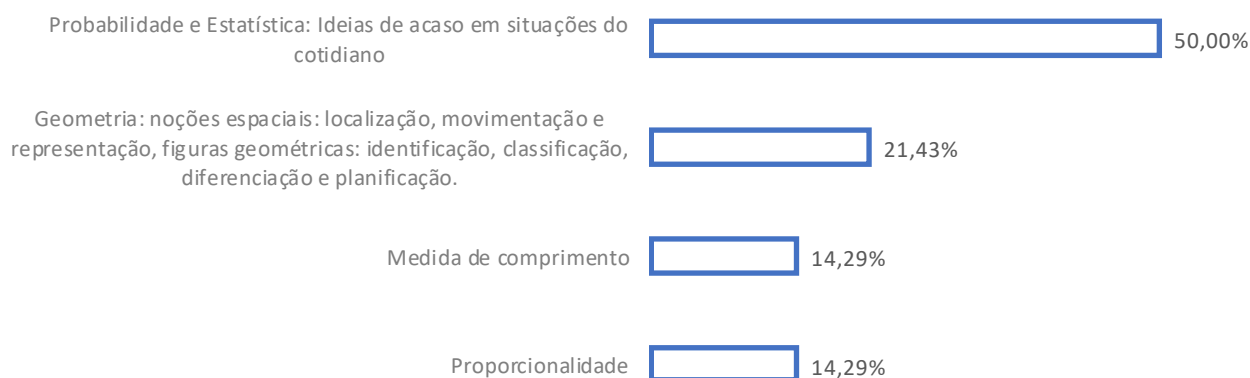 Probabilidade e Estatística: Ideias de acaso em situações do
cotidiano
50,00%
Geometria: noções espaciais: localização, movimentação e
representação, figuras geométricas: identificação, classificação,
diferenciação e planificação.
21,43%
Medida de comprimento
14,29%
Proporcionalidade
14,29%